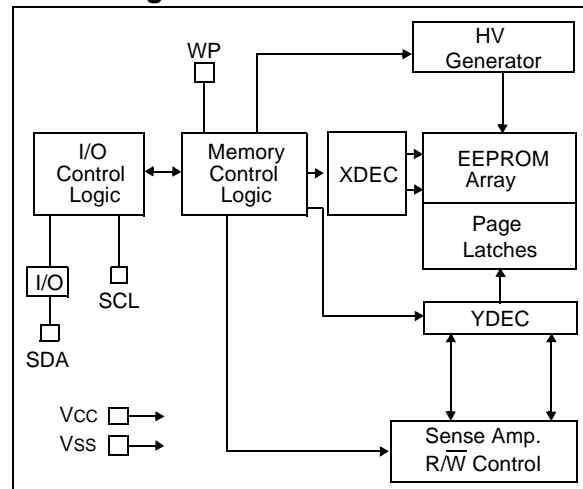 WP
HV
Generator
I/O
Control
Logic
Memory
Control
Logic
XDEC
EEPROM
Array
Page
Latches
I/O
SCL
SDA
YDEC
VCC
VSS
Sense Amp.
R/W̅ Control